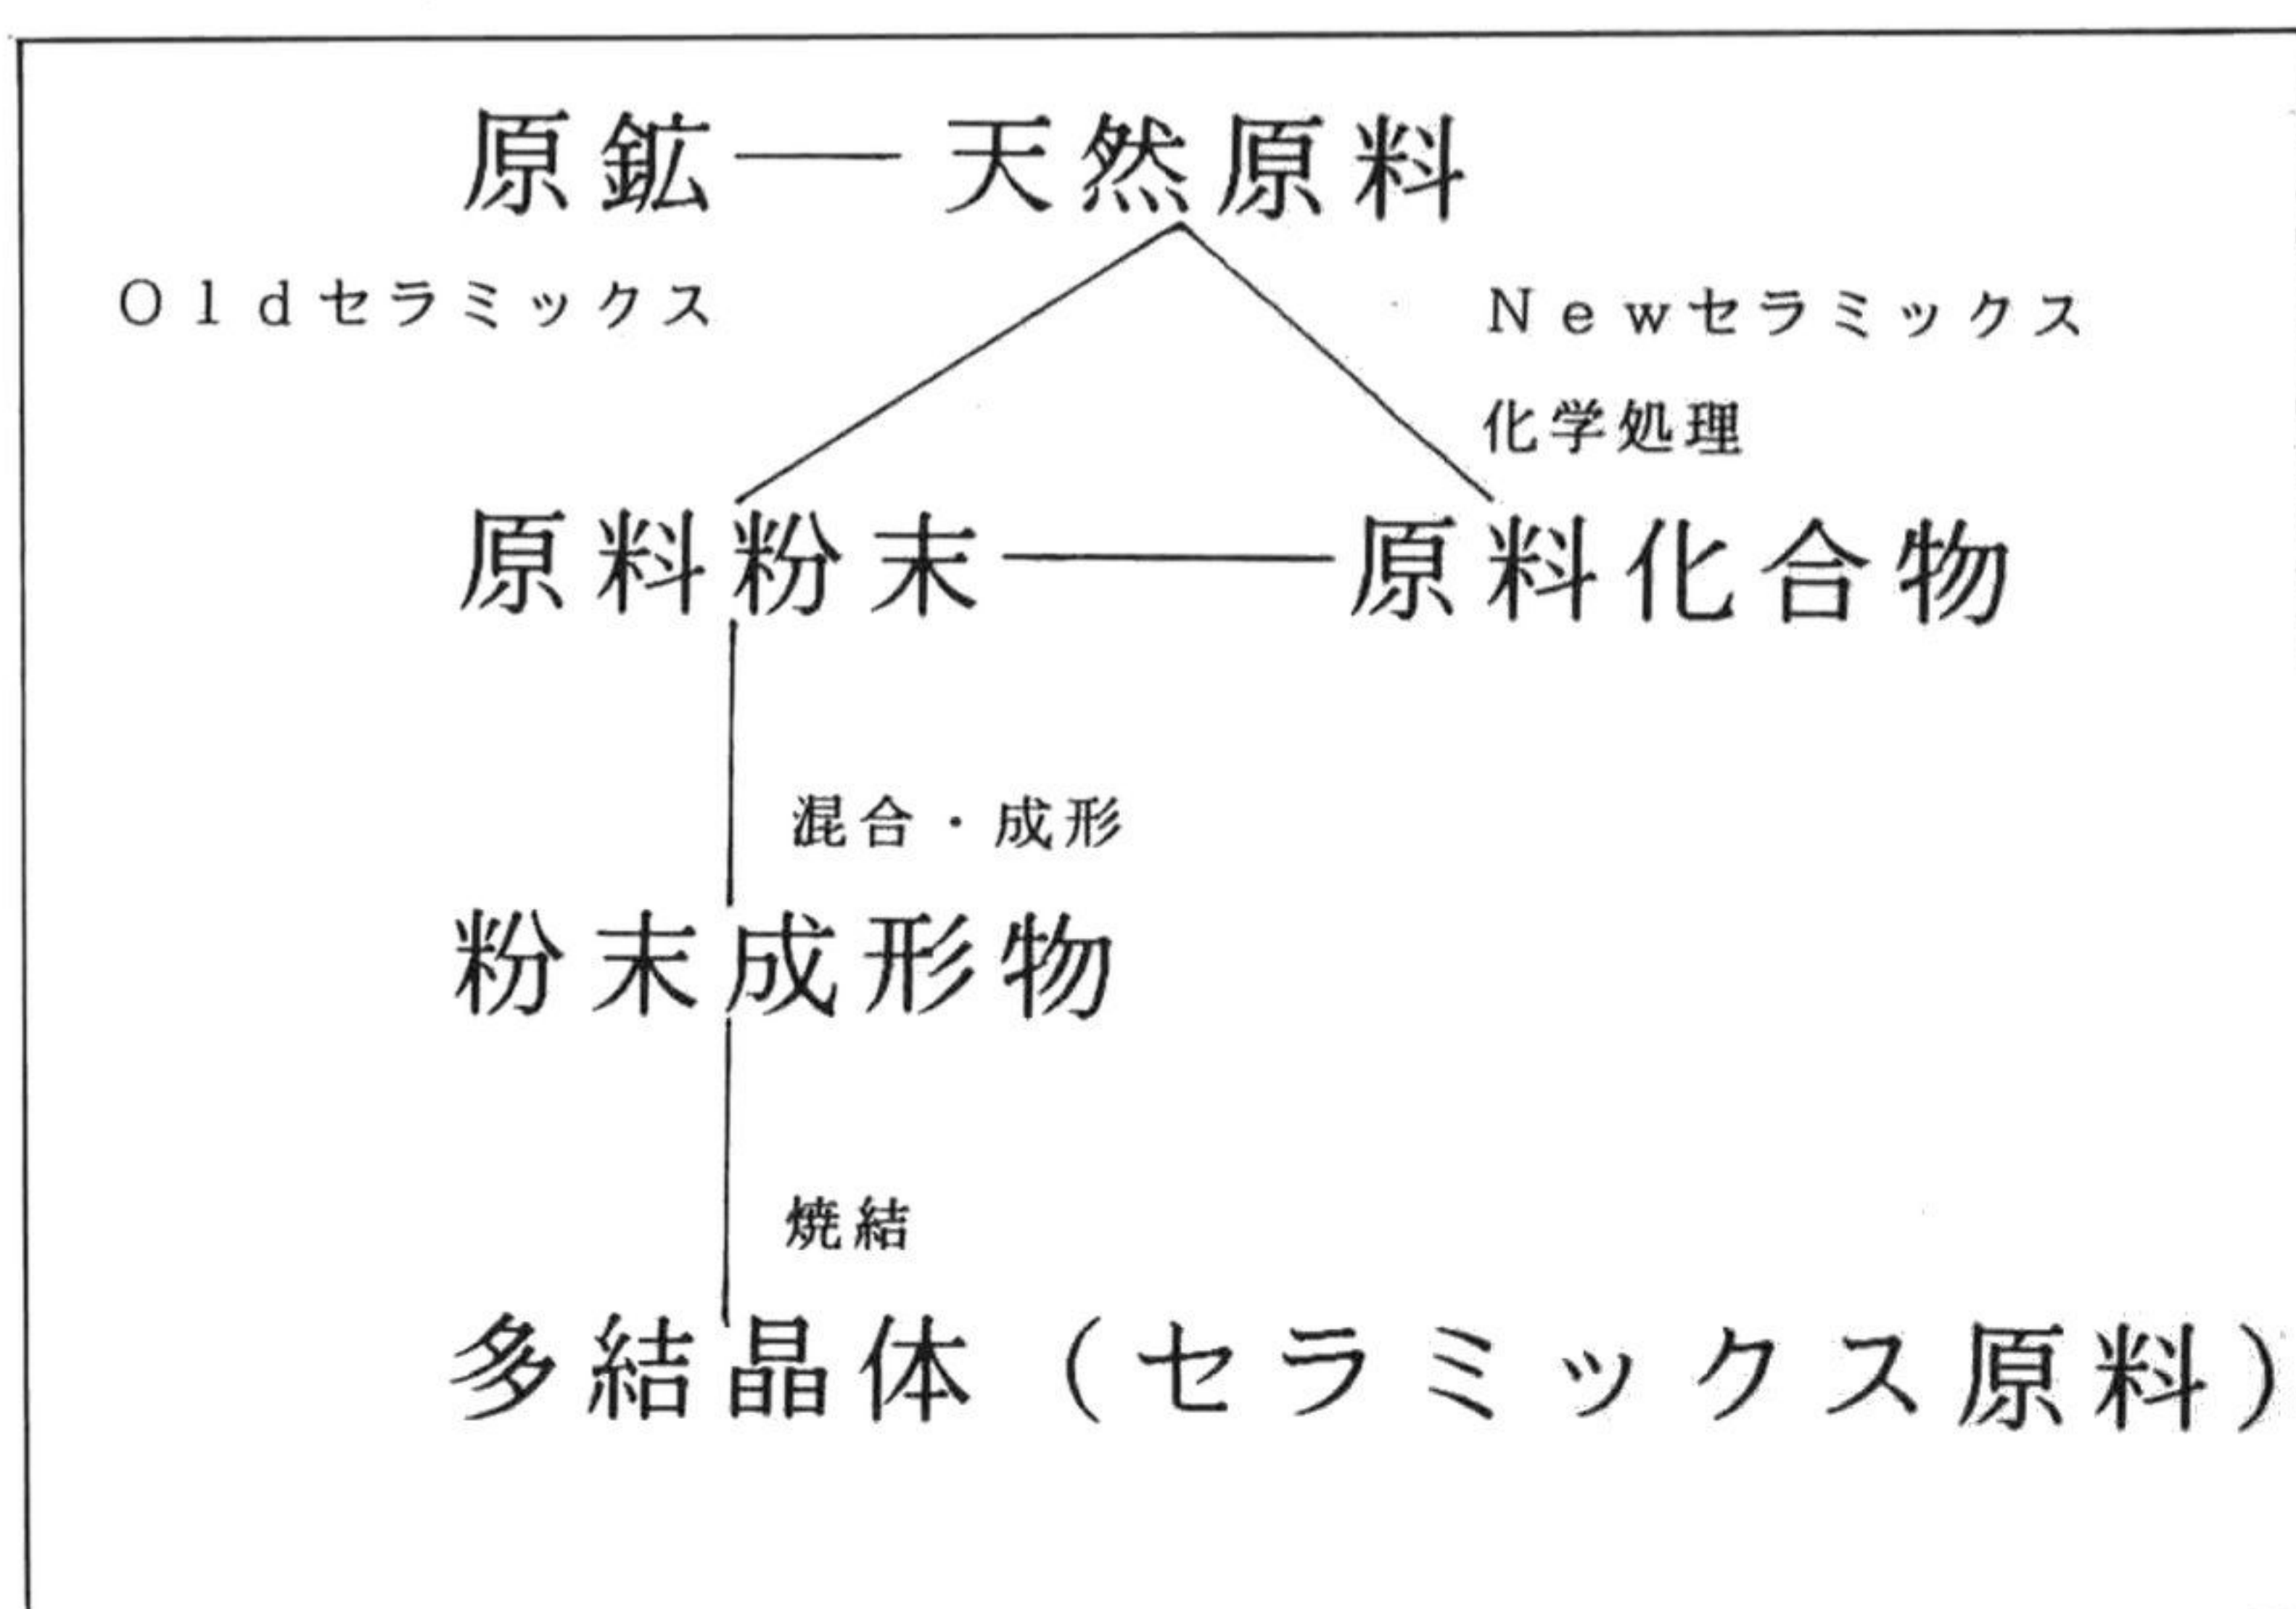 原鉱―天然原料
Oldセラミックス
Newセラミックス
化学処理
原料粉末―原料化合物
混合・成形
粉末成形物
焼結
多結晶体(セラミックス原料)